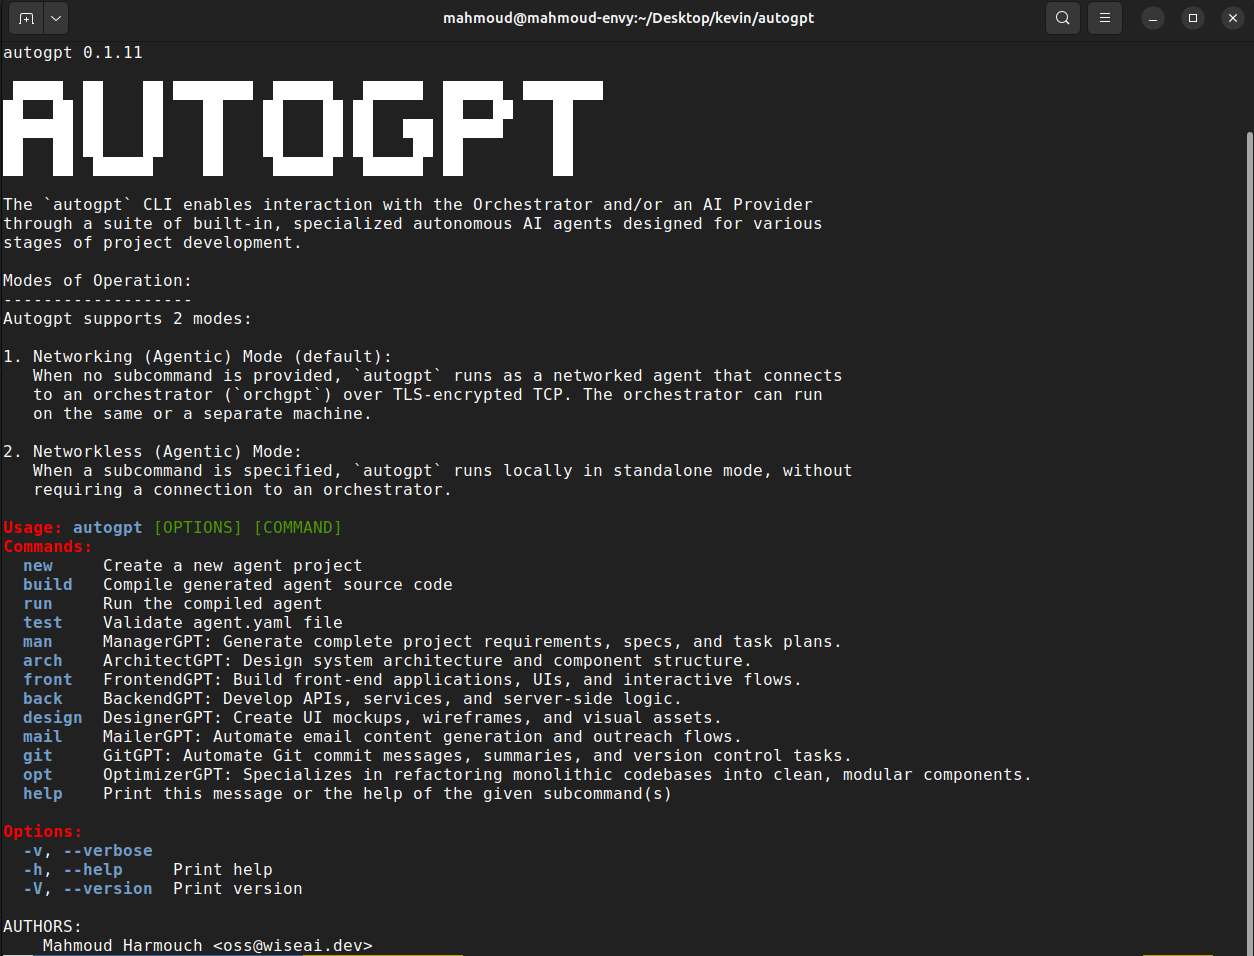 mahmoud@mahmoud-envy:~/Desktop/kevin/autogpt
autogpt 0.1.11
AUTOGPT
The `autogpt` CLI enables interaction with the Orchestrator and/or an AI Provider
through a suite of built-in, specialized autonomous AI agents designed for various
stages of project development.
Modes of Operation:
-------------------
Autogpt supports 2 modes:
1. Networking (Agentic) Mode (default):
When no subcommand is provided, `autogpt` runs as a networked agent that connects
to an orchestrator (`orchgpt`) over TLS-encrypted TCP. The orchestrator can run
on the same or a separate machine.
2. Networkless (Agentic) Mode:
When a subcommand is specified, `autogpt` runs locally in standalone mode, without
requiring a connection to an orchestrator.
Usage: autogpt [OPTIONS] [COMMAND]
Commands:
new Create a new agent project
build Compile generated agent source code
run Run the compiled agent
test Validate agent.yaml file
man ManagerGPT: Generate complete project requirements, specs, and task plans.
arch ArchitectGPT: Design system architecture and component structure.
front FrontendGPT: Build front-end applications, UIs, and interactive flows.
back BackendGPT: Develop APIs, services, and server-side logic.
design DesignerGPT: Create UI mockups, wireframes, and visual assets.
mail MailerGPT: Automate email content generation and outreach flows.
git GitGPT: Automate Git commit messages, summaries, and version control tasks.
opt OptimizerGPT: Specializes in refactoring monolithic codebases into clean, modular components.
help Print this message or the help of the given subcommand(s)
Options:
-v, --verbose
-h, --help Print help
-V, --version Print version
AUTHORS:
Mahmoud Harmouch <oss@wiseai.dev>